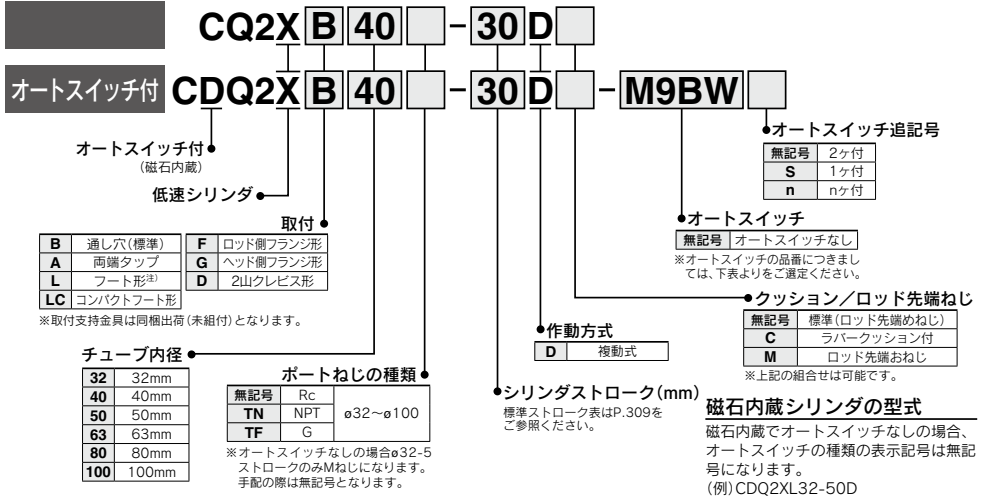 CQ2X B 40 - 30 D
オートスイッチ付 CDQ2X B 40 - 30 D - M9BW
オートスイッチ付
(磁石内蔵)
低速シリンダ
取付
B 通し穴(標準)
A 両端タップ
L フート形注)
LC コンパクトフート形
F ロッド側フランジ形
G ヘッド側フランジ形
D 2山クレビス形
※取付支持金具は同梱出荷(未組付)となります。
チューブ内径
32 32mm
40 40mm
50 50mm
63 63mm
80 80mm
100 100mm
ポートねじの種類
無記号 Rc
TN NPT ø32〜ø100
TF G
※オートスイッチなしの場合ø32-5
ストロークのみMねじになります。
手配の際は無記号となります。
シリンダストローク(mm)
標準ストローク表はP.309を
ご参照ください。
作動方式
D 複動式
クッション/ロッド先端ねじ
無記号 標準(ロッド先端めねじ)
C ラバークッション付
M ロッド先端おねじ
※上記の組合せは可能です。
オートスイッチ
無記号 オートスイッチなし
※オートスイッチの品番につきまし
ては、下表よりをご選定ください。
オートスイッチ追記号
無記号 2ヶ付
S 1ヶ付
n nヶ付
磁石内蔵シリンダの型式
磁石内蔵でオートスイッチなしの場合、
オートスイッチの種類の表示記号は無記
号になります。
(例)CDQ2XL32-50D